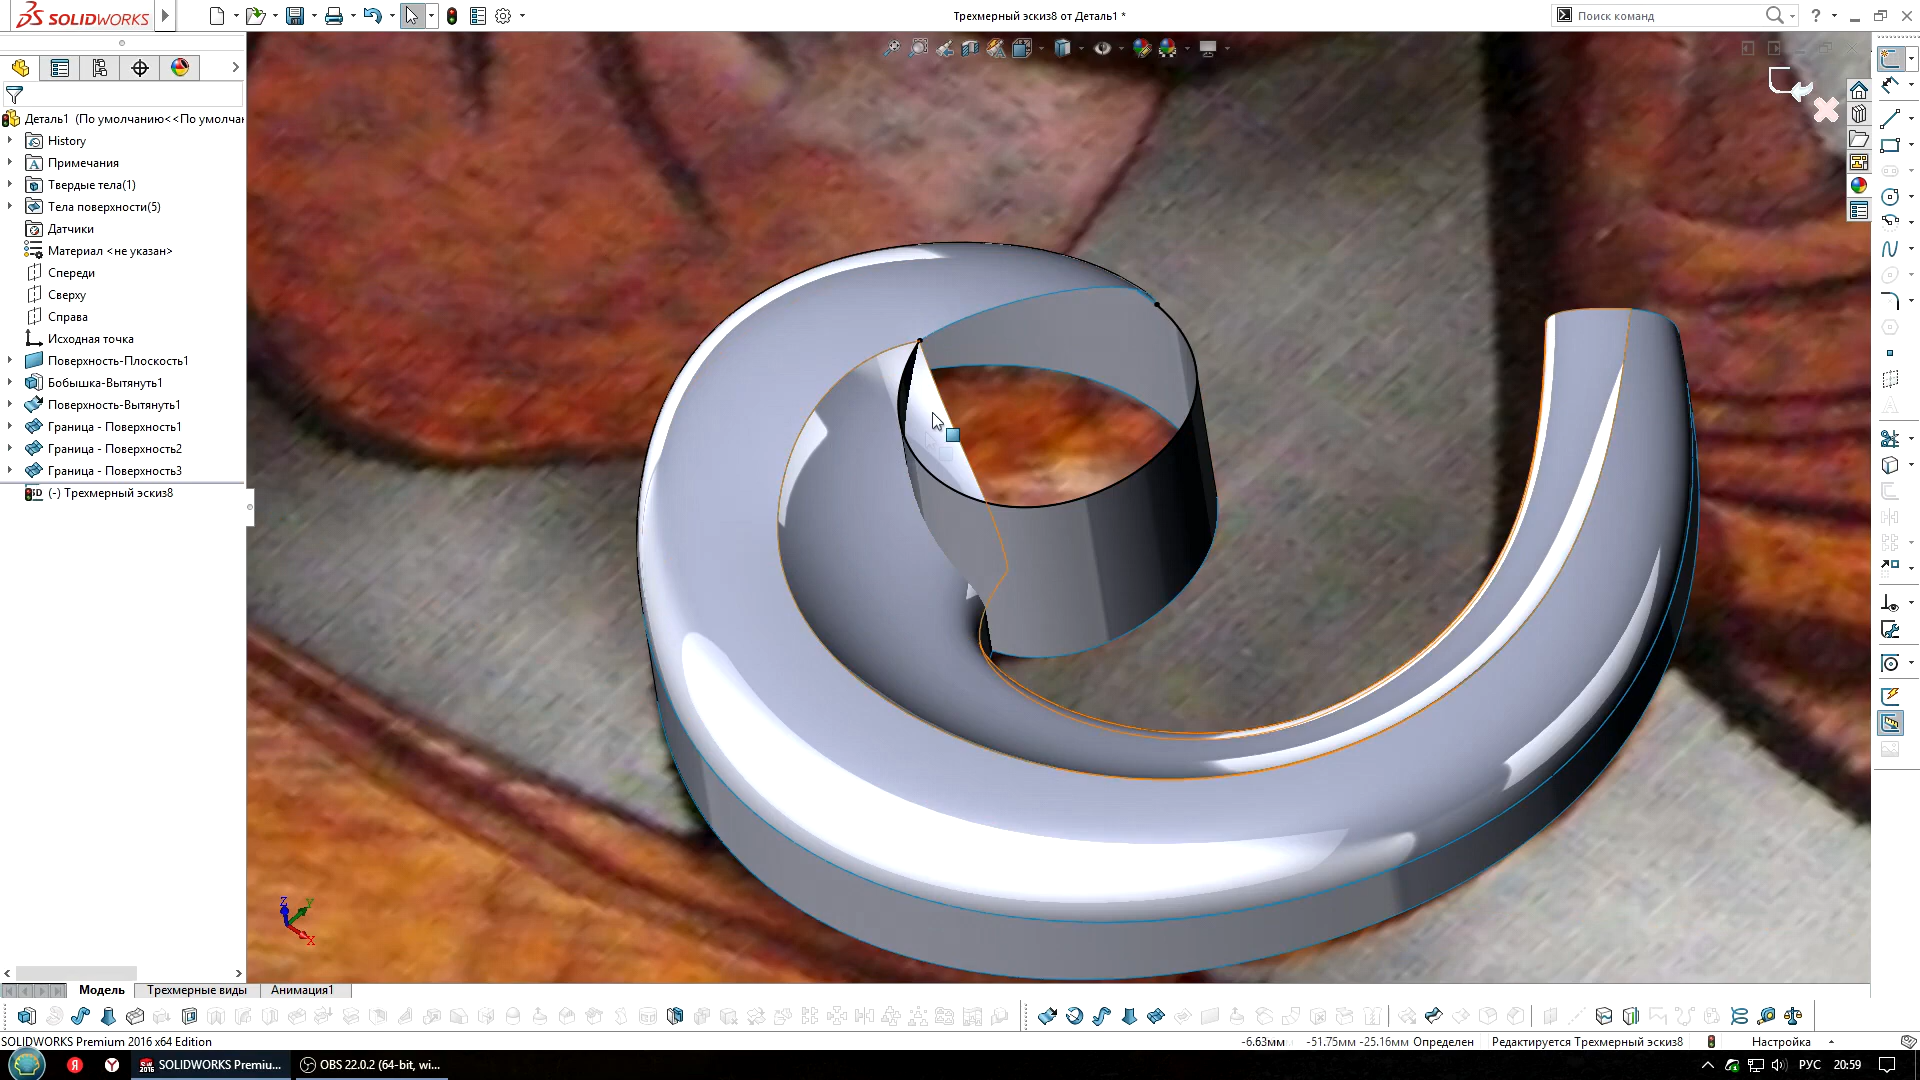 SOLIDWORKS
Трехмерный эскиз8 от Деталь1 *
Поиск команд
?
Деталь1 (По умолчанию<<По умолчан
History
Примечания
Твердые тела(1)
Тела поверхности(5)
Датчики
Материал <не указан>
Спереди
Сверху
Справа
Исходная точка
Поверхность-Плоскость1
Бобышка-Вытянуть1
Поверхность-Вытянуть1
Граница - Поверхность1
Граница - Поверхность2
Граница - Поверхность3
3D (-) Трехмерный эскиз8
Z Y
X
Модель Трехмерные виды Анимация1
SOLIDWORKS Premium 2016 x64 Edition
-6.63мм -51.75мм -25.16мм Определен Редактируется Трехмерный эскиз8 Настройка
SOLIDWORKS Premiu... OBS 22.0.2 (64-bit, wi... РУС 20:59